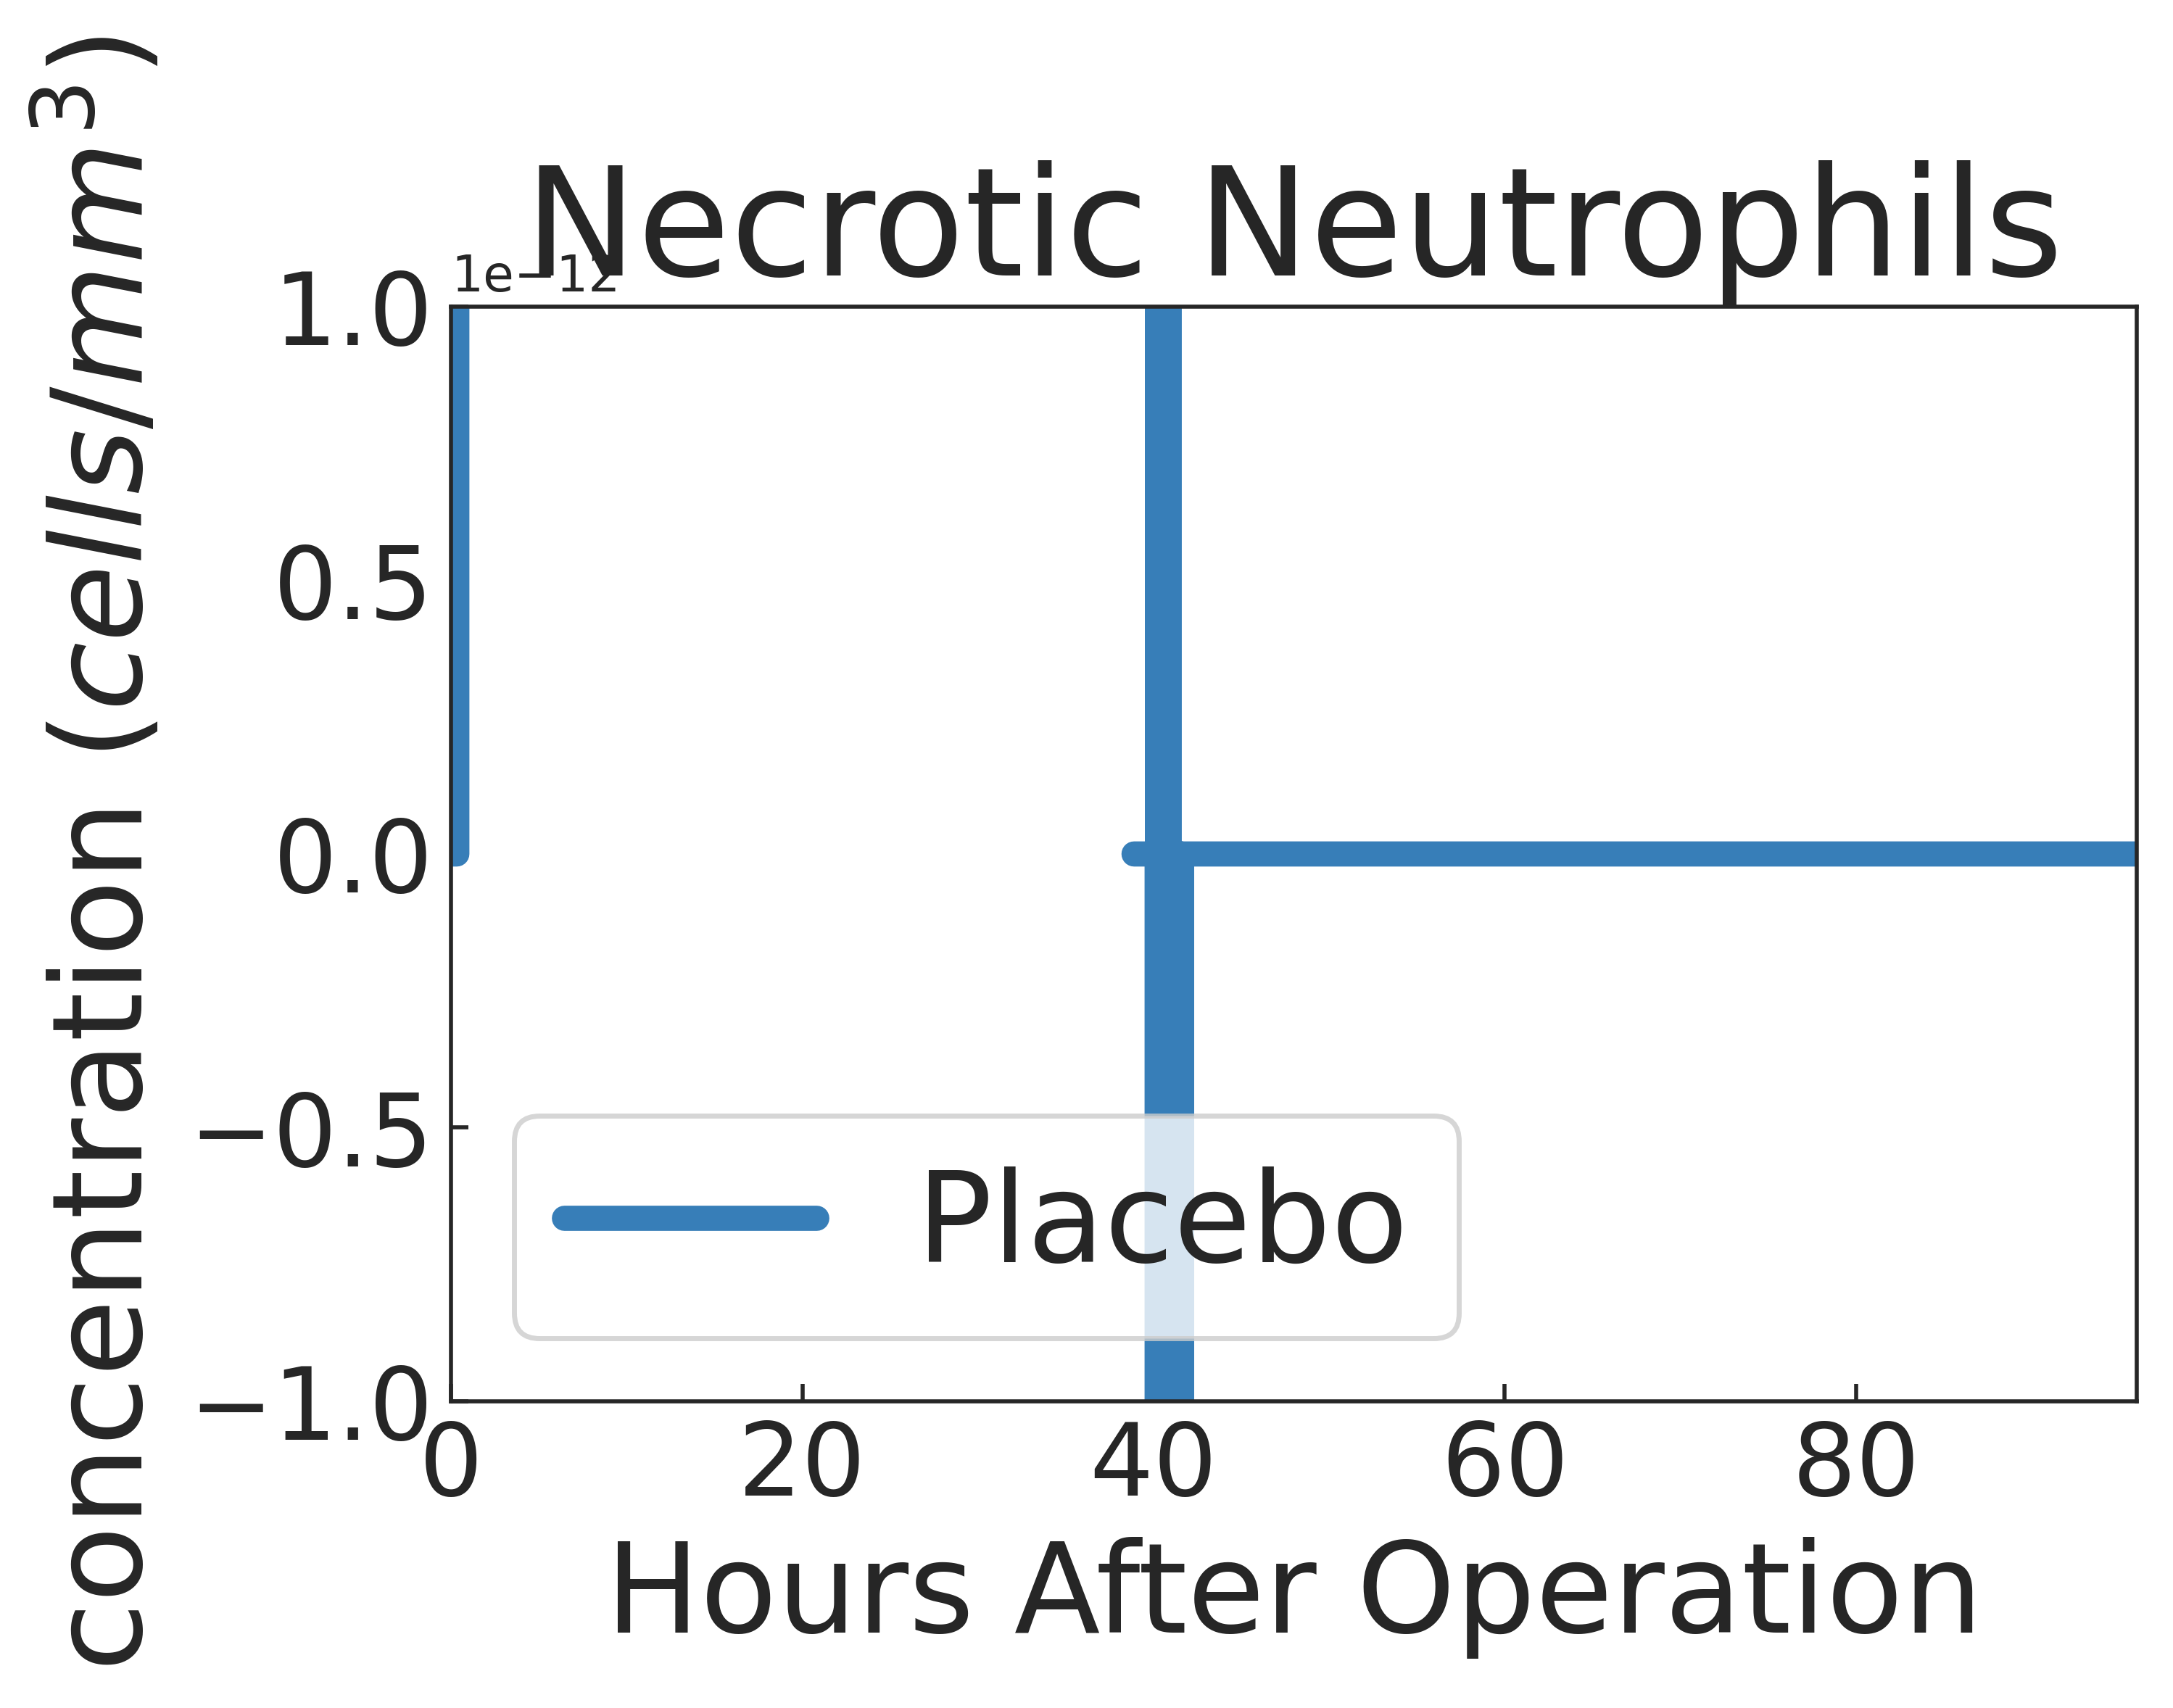 Necrotic Neutrophils
1e−12
concentration (cells/mm³)
1.0
0.5
0.0
−0.5
−1.0
Placebo
0 20 40 60 80
Hours After Operation